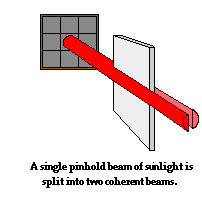 A single pinhold beam of sunlight is
split into two coherent beams.